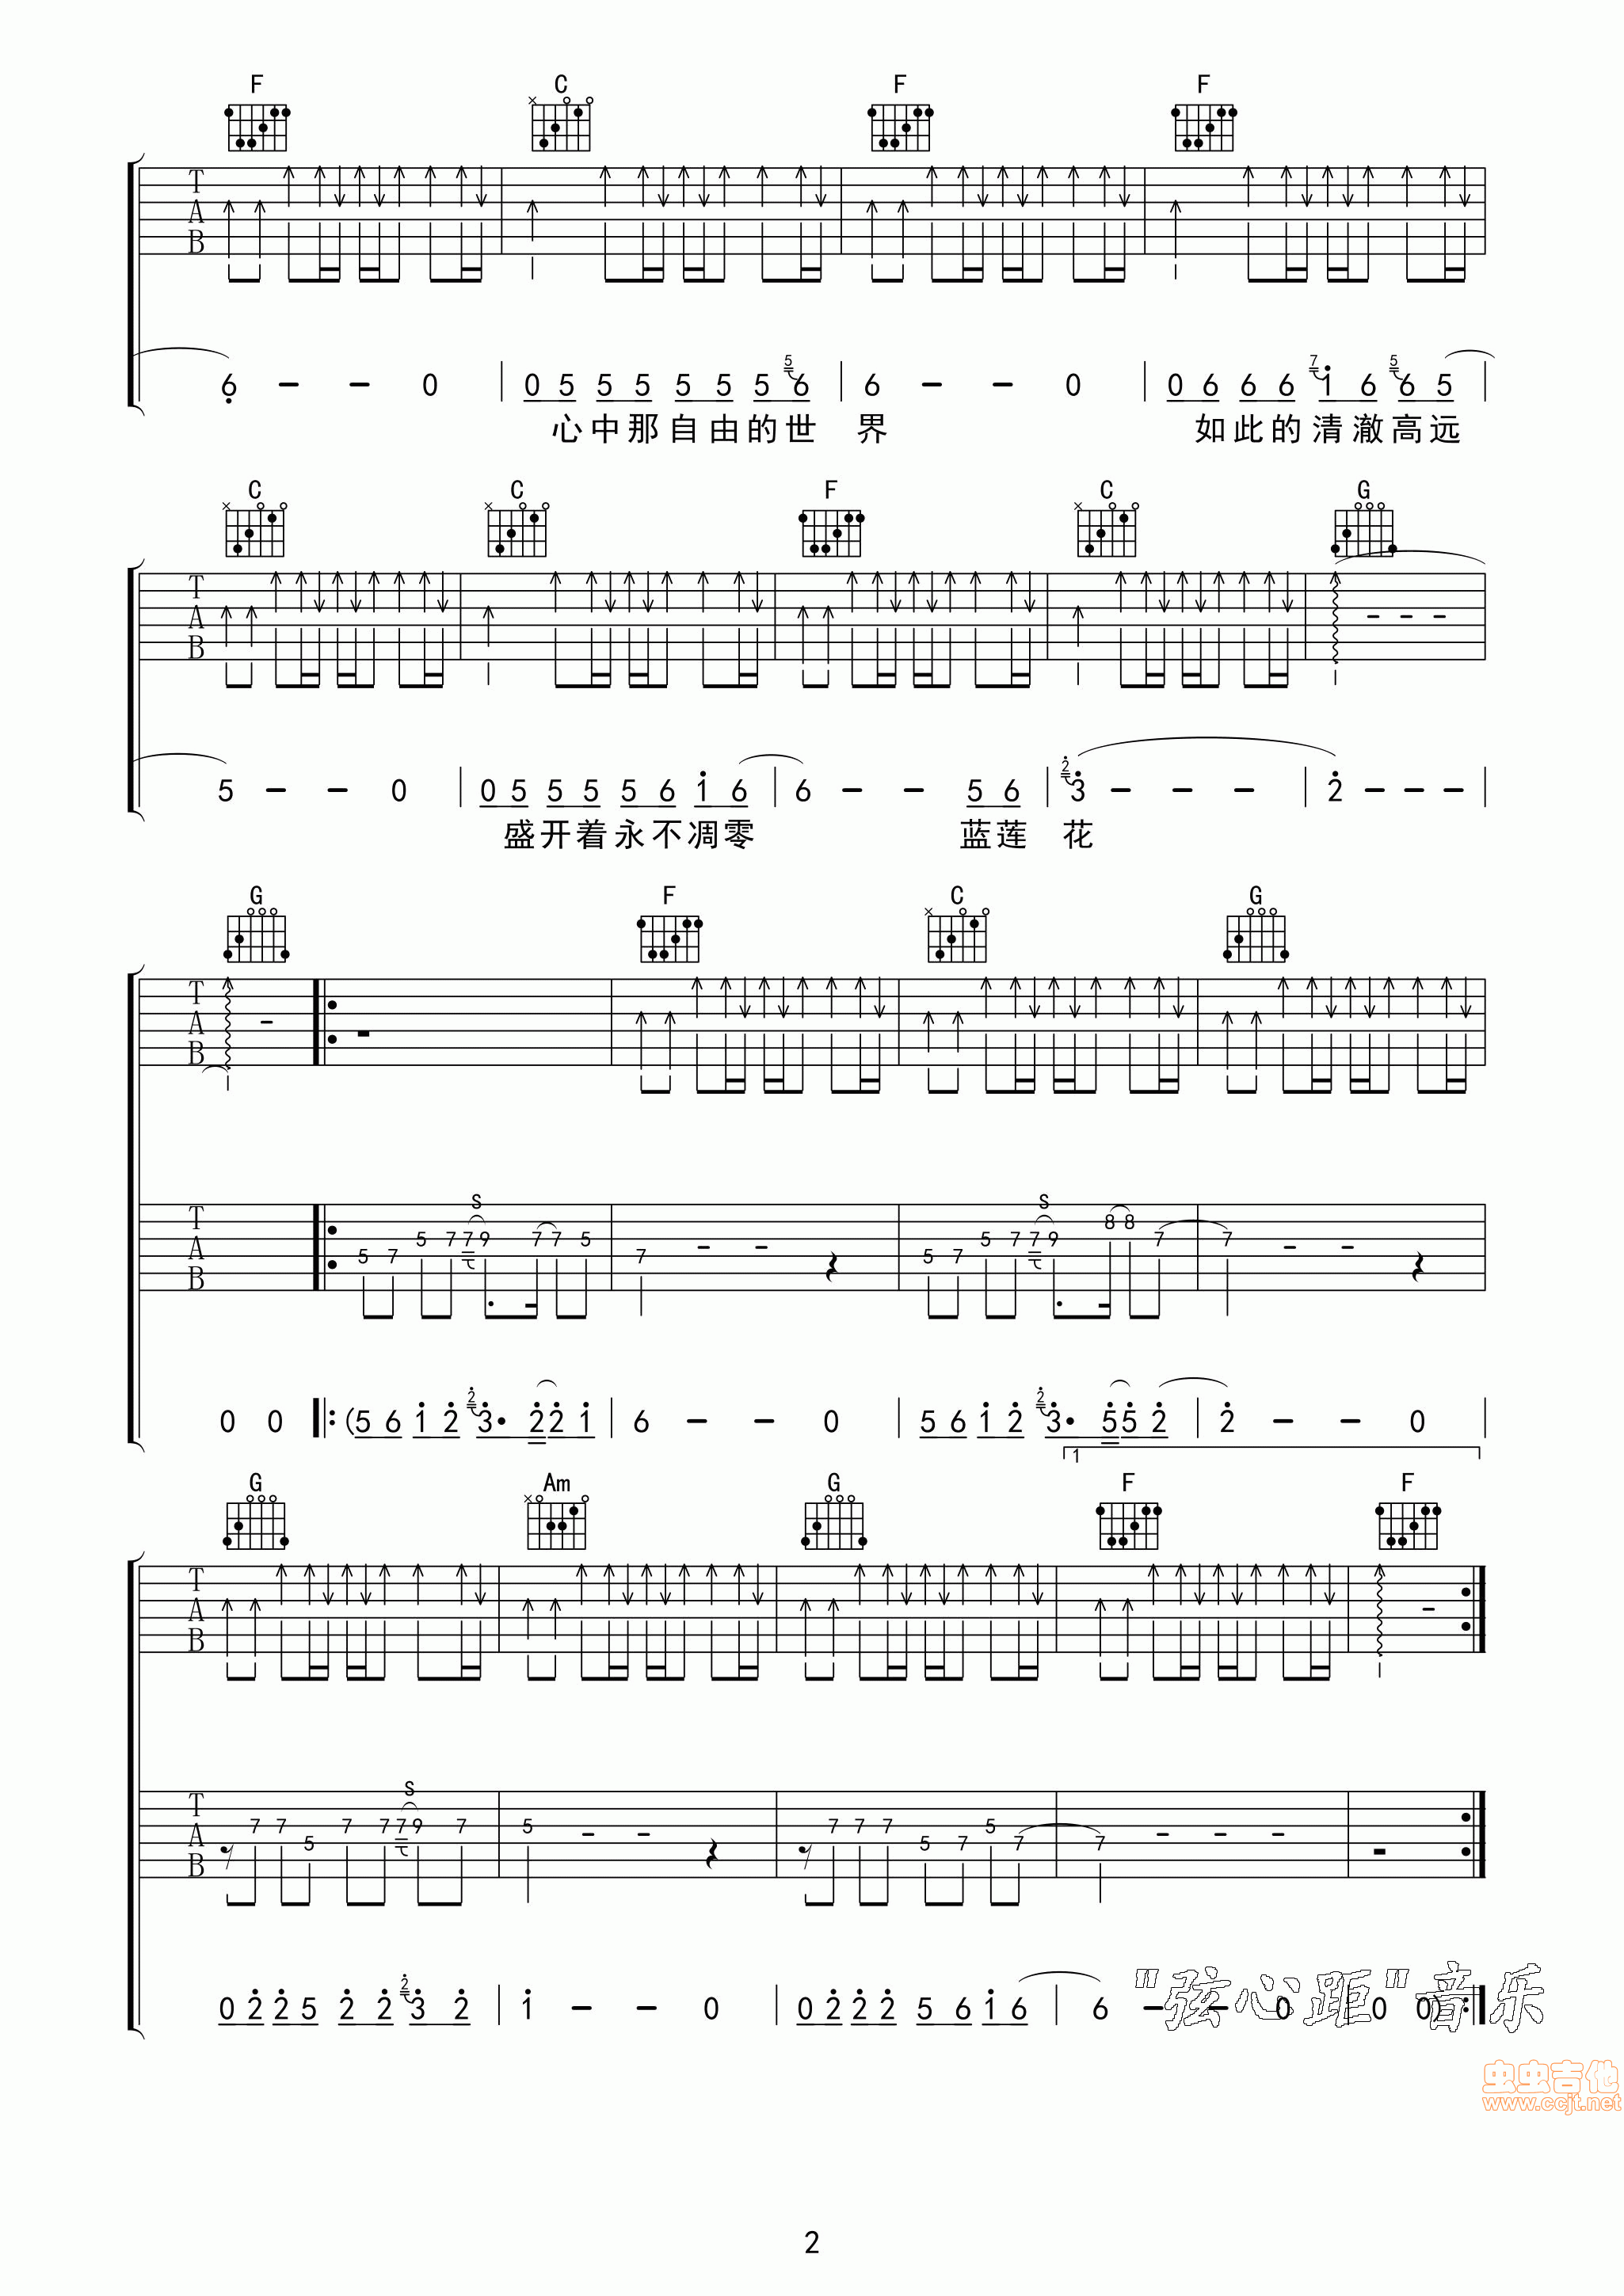 F C F F
T
A
B
6 - - 0 | 0 5 5 5 5 5 5 5 6 | 6 - - 0 | 0 6 6 6 7 1 6 5 6 5 |
心中那自由的世 界 如此的清澈高远
C C F C G
T
A
B
- - -
5 - - 0 | 0 5 5 5 5 6 1 6 | 6 - - 5 6 | 2 3 - - - | 2 - - - |
盛开着永不凋零 蓝莲 花
G F C G
T
A
B
-
S S
T
A
B
5 7 5 7 7 9 7 7 5 7 - - 5 7 5 7 7 9 8 8 7 7 - -
0 0 |: (5 6 1 2 2 3· 2 2 1 | 6 - - 0 | 5 6 1 2 2 3· 5 5 2 | 2 - - 0 |
1
G Am G F F
T
A
B
-
S
T
A
B
7 7 5 7 7 7 9 7 5 - - 7 7 7 5 7 5 7 7 - - -
0 2 2 5 2 2 2 3 2 | 1 - - 0 | 0 2 2 2 5 6 1 6 | 6 - - 0 | 0 0) :|
"弦心距"音乐
虫虫吉他
www.ccjt.net
2